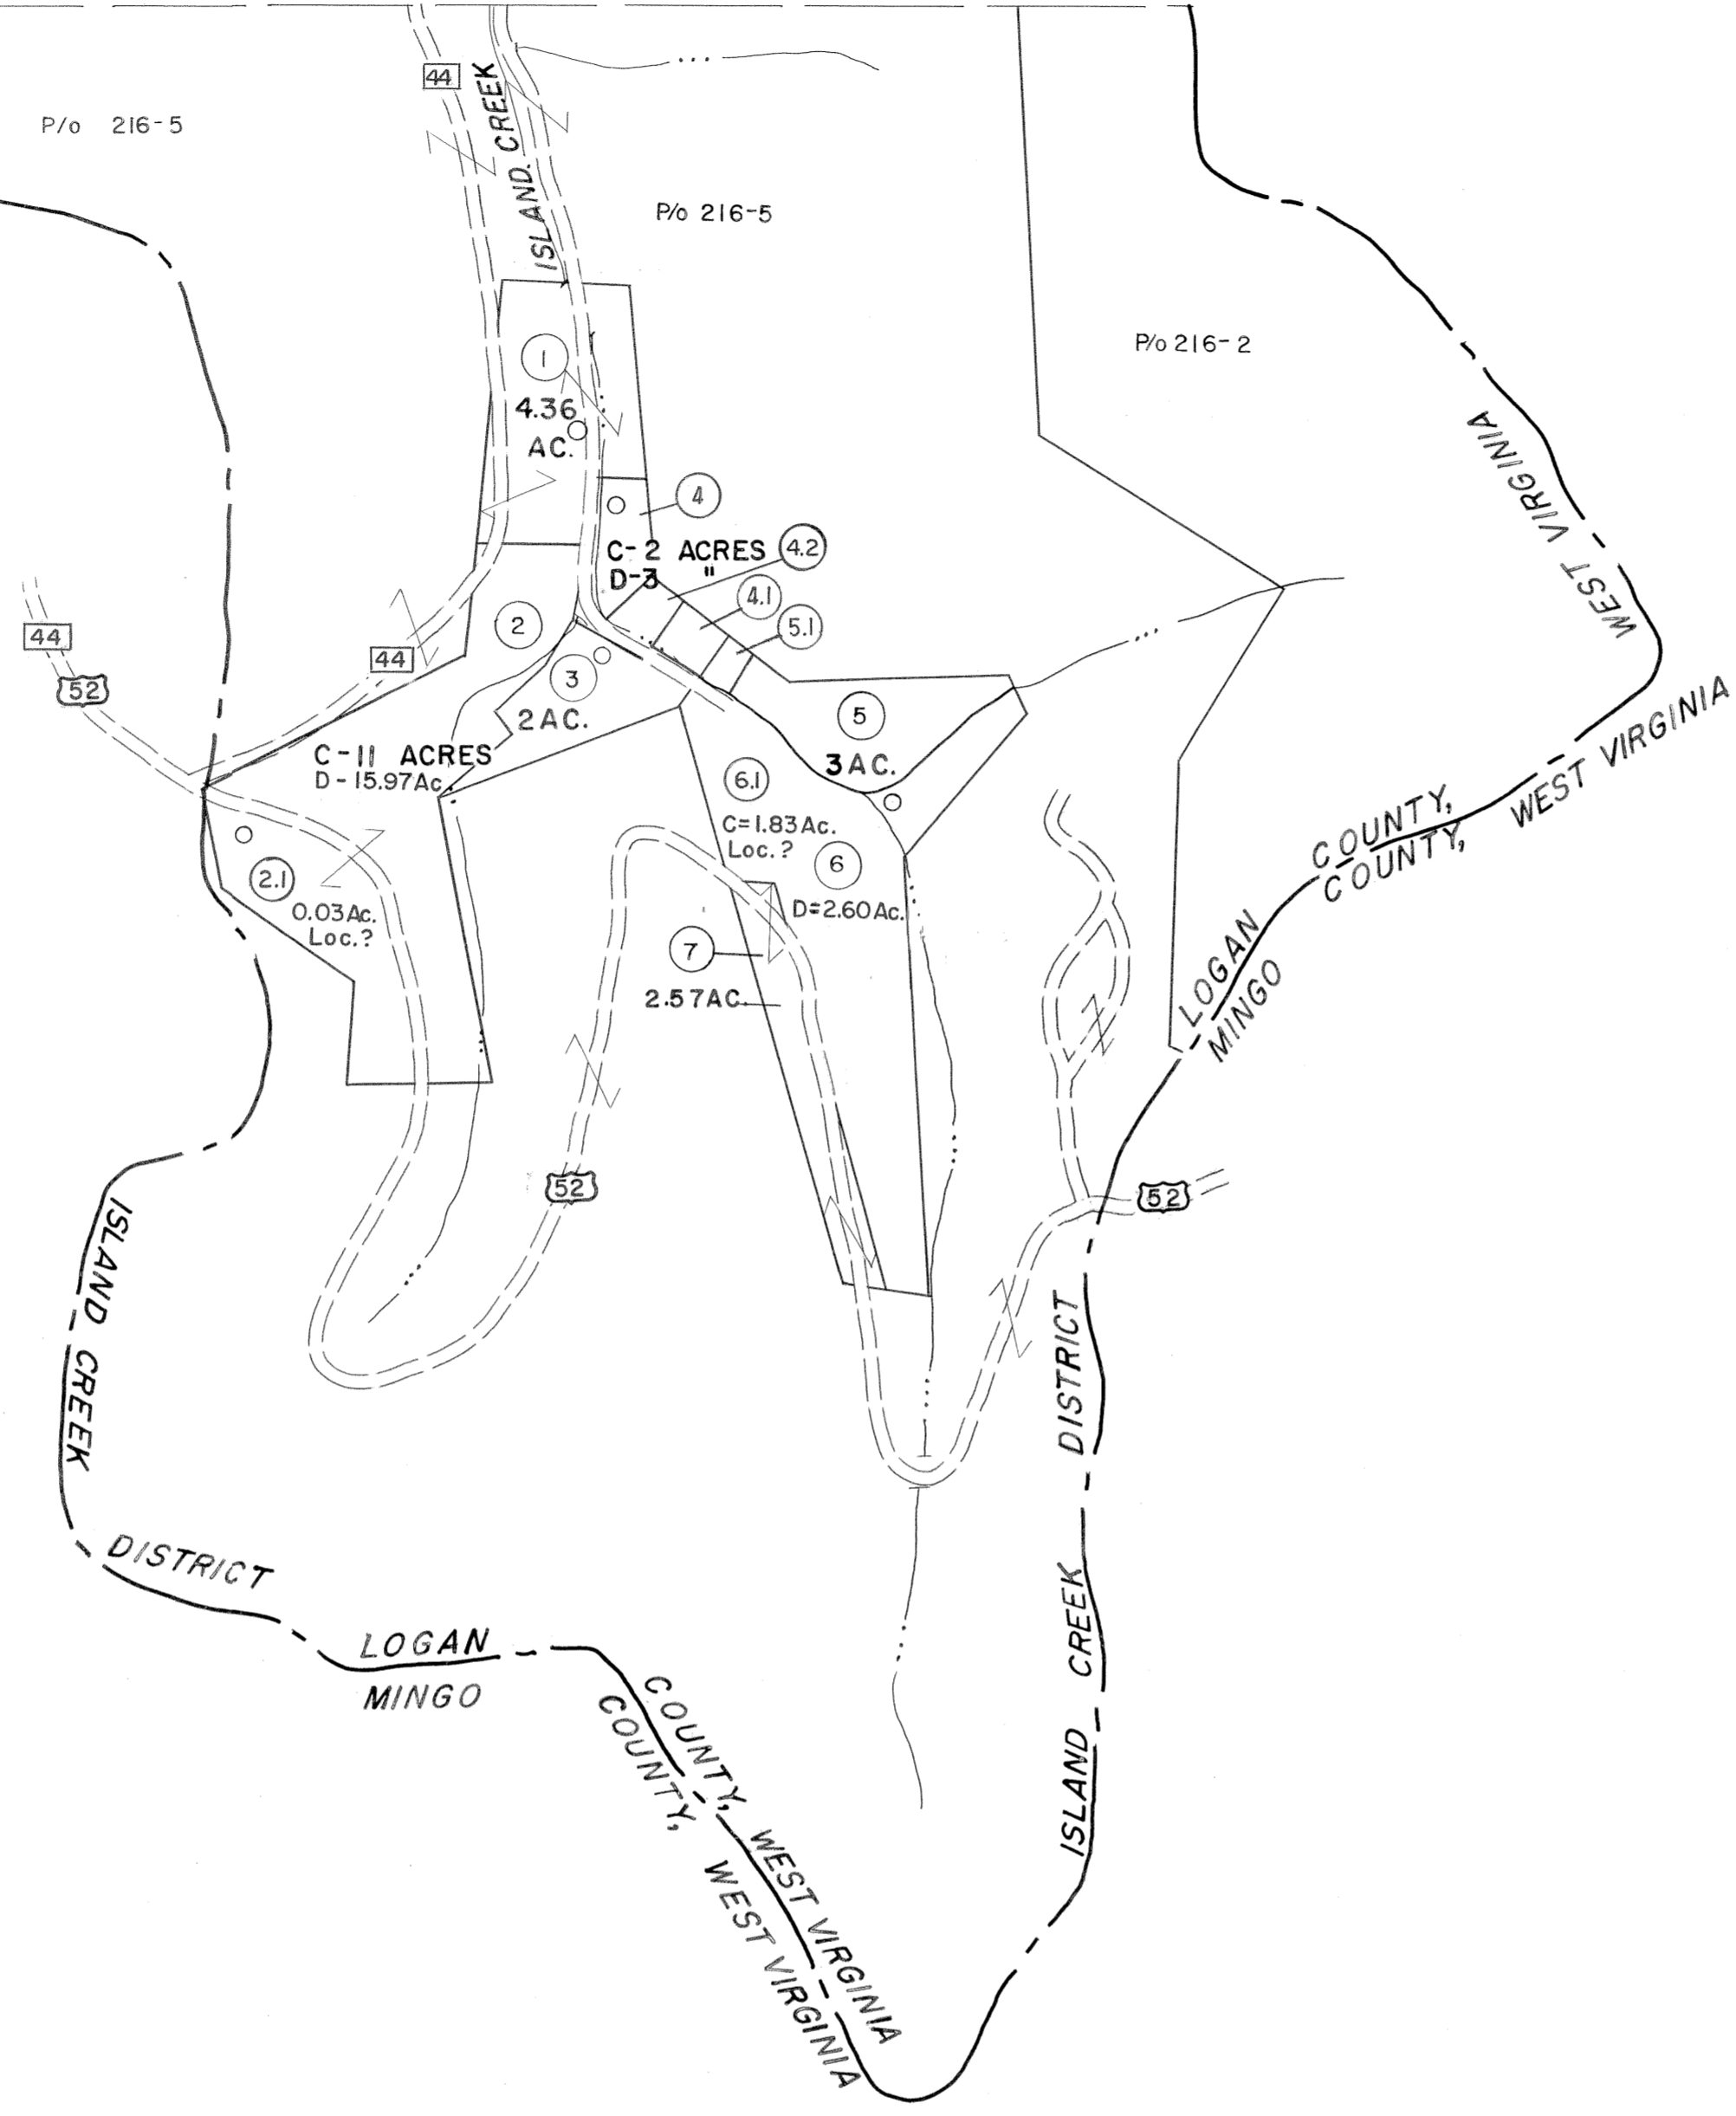 44
P/o 216-5
ISLAND. CREEK
P/o 216-5
P/o 216-2
1
4.36
AC.
4
C-2 ACRES
D-3 "
4.2
4.1
5.1
2
44
44
52
3
2 AC.
5
3 AC.
C-11 ACRES
D-15.97Ac.
6.1
C=1.83Ac.
Loc.?
6
D=2.60Ac.
2.1
0.03Ac.
Loc.?
7
2.57AC.
52
52
WEST VIRGINIA
WEST
LOGAN COUNTY, WEST VIRGINIA
MINGO COUNTY,
ISLAND CREEK
DISTRICT
LOGAN
MINGO
COUNTY, WEST VIRGINIA
COUNTY, WEST VIRGINIA
ISLAND CREEK DISTRICT